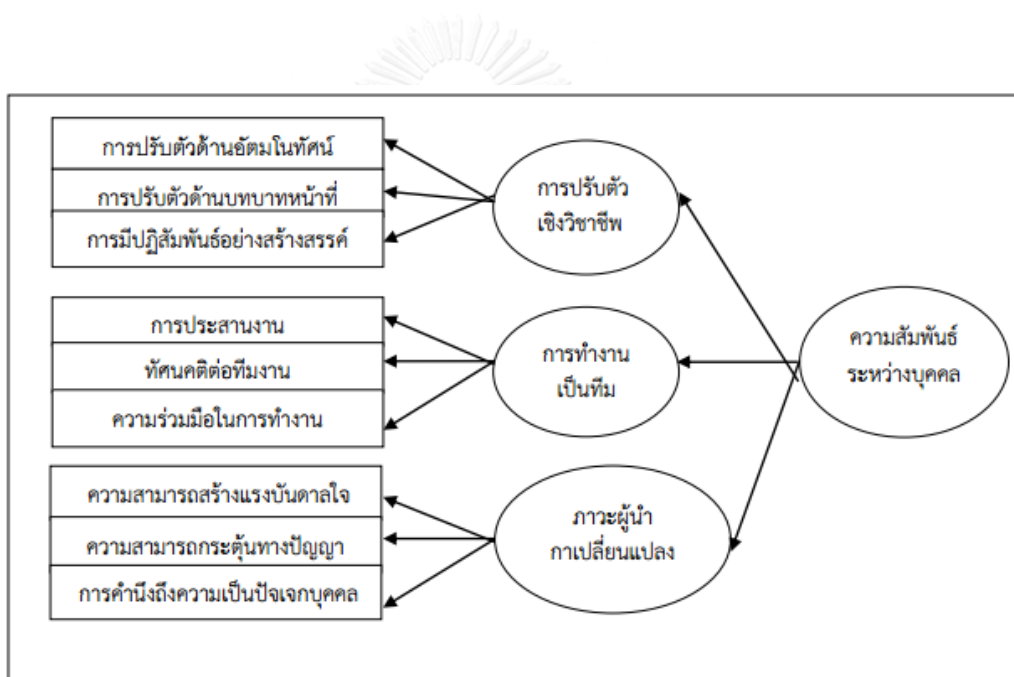 การปรับตัวด้านอัตมโนทัศน์
การปรับตัวด้านบทบาทหน้าที่
การมีปฏิสัมพันธ์อย่างสร้างสรรค์
การปรับตัว
เชิงวิชาชีพ
การประสานงาน
ทัศนคติต่อทีมงาน
ความร่วมมือในการทำงาน
การทำงาน
เป็นทีม
ความสัมพันธ์
ระหว่างบุคคล
ความสามารถสร้างแรงบันดาลใจ
ความสามารถกระตุ้นทางปัญญา
การคำนึงถึงความเป็นปัจเจกบุคคล
ภาวะผู้นำ
กาเปลี่ยนแปลง